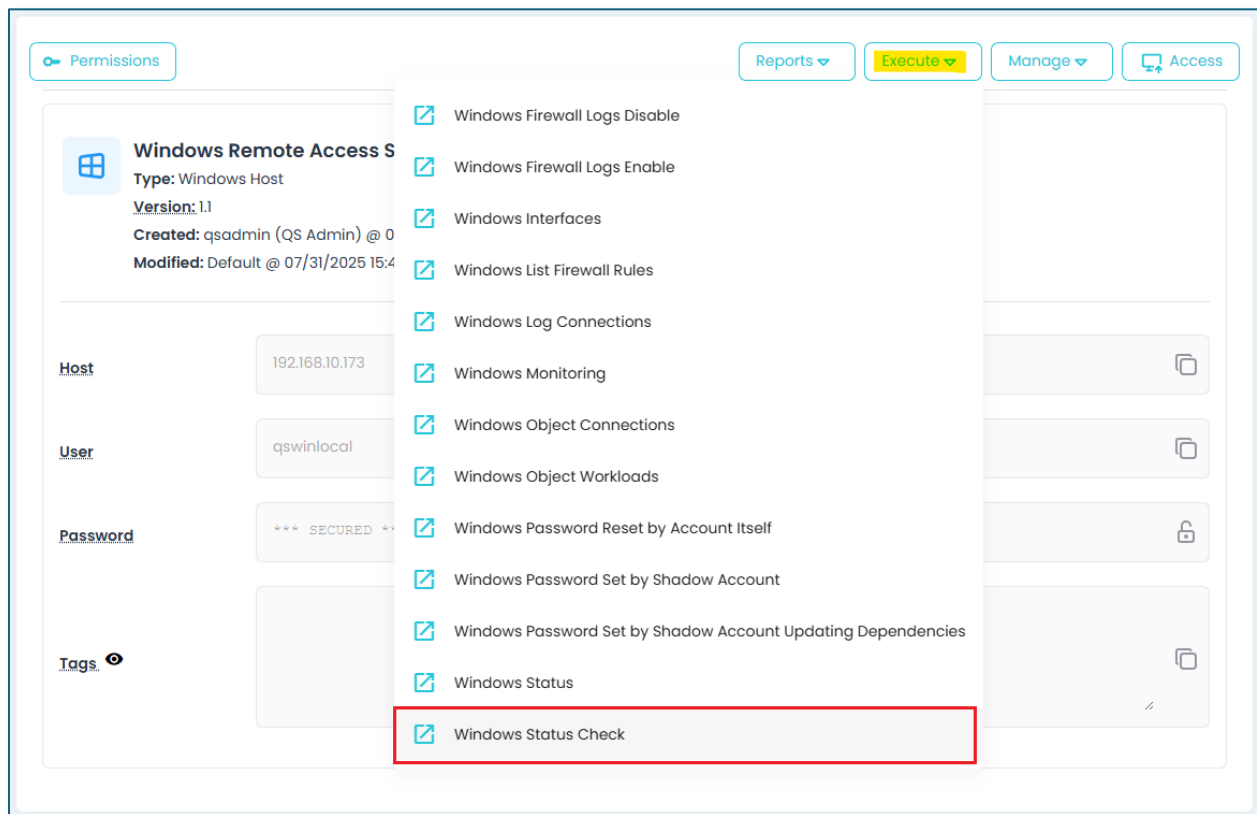 Permissions
Reports
Execute
Manage
Access
Windows Remote Access S
Type: Windows Host
Version: 1.1
Created: qsadmin (QS Admin) @ 0
Modified: Default @ 07/31/2025 15:4
Windows Firewall Logs Disable
Windows Firewall Logs Enable
Windows Interfaces
Windows List Firewall Rules
Windows Log Connections
Windows Monitoring
Windows Object Connections
Windows Object Workloads
Windows Password Reset by Account Itself
Windows Password Set by Shadow Account
Windows Password Set by Shadow Account Updating Dependencies
Windows Status
Windows Status Check
Host
192.168.10.173
User
qswinlocal
Password
*** SECURED **
Tags